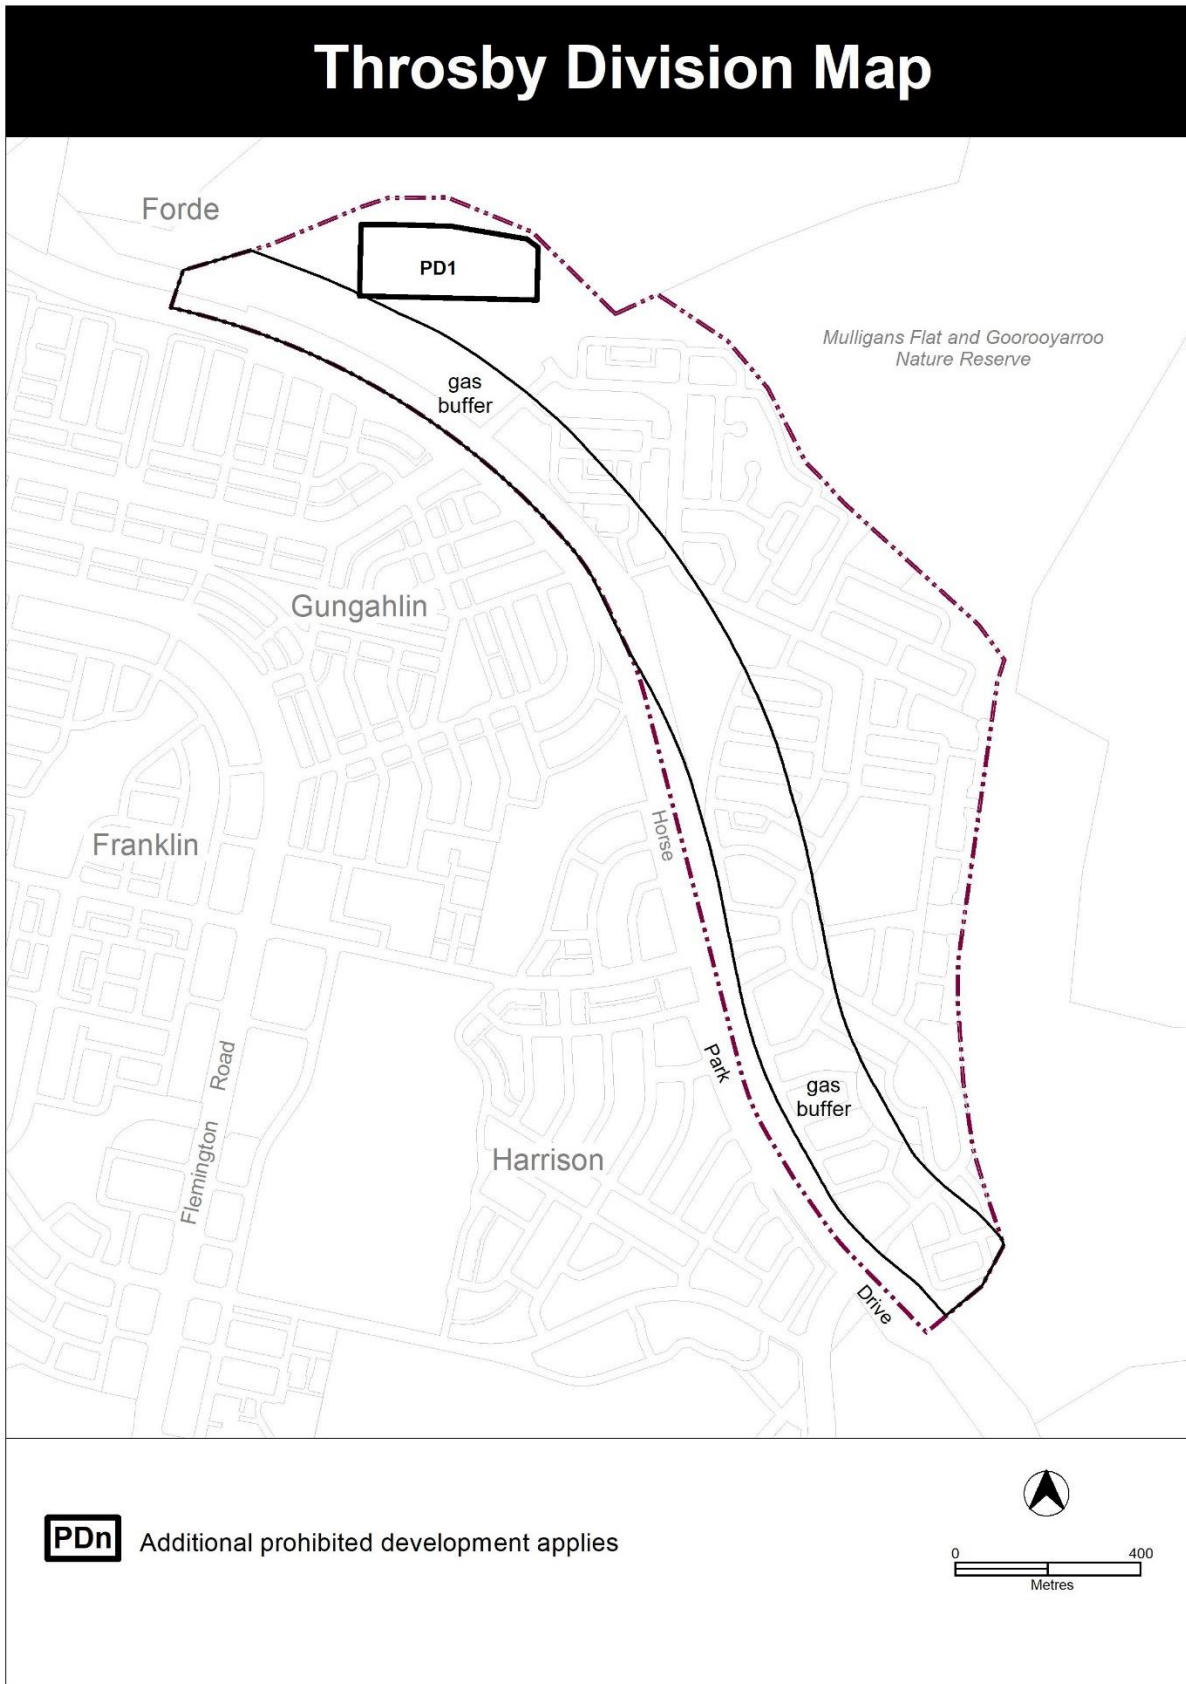 Throsby Division Map
Forde
PD1
Mulligans Flat and Goorooyarroo
Nature Reserve
gas
buffer
Gungahlin
Franklin
Horse
Park
Drive
gas
buffer
Harrison
Flemington Road
PDn Additional prohibited development applies
0 400
Metres